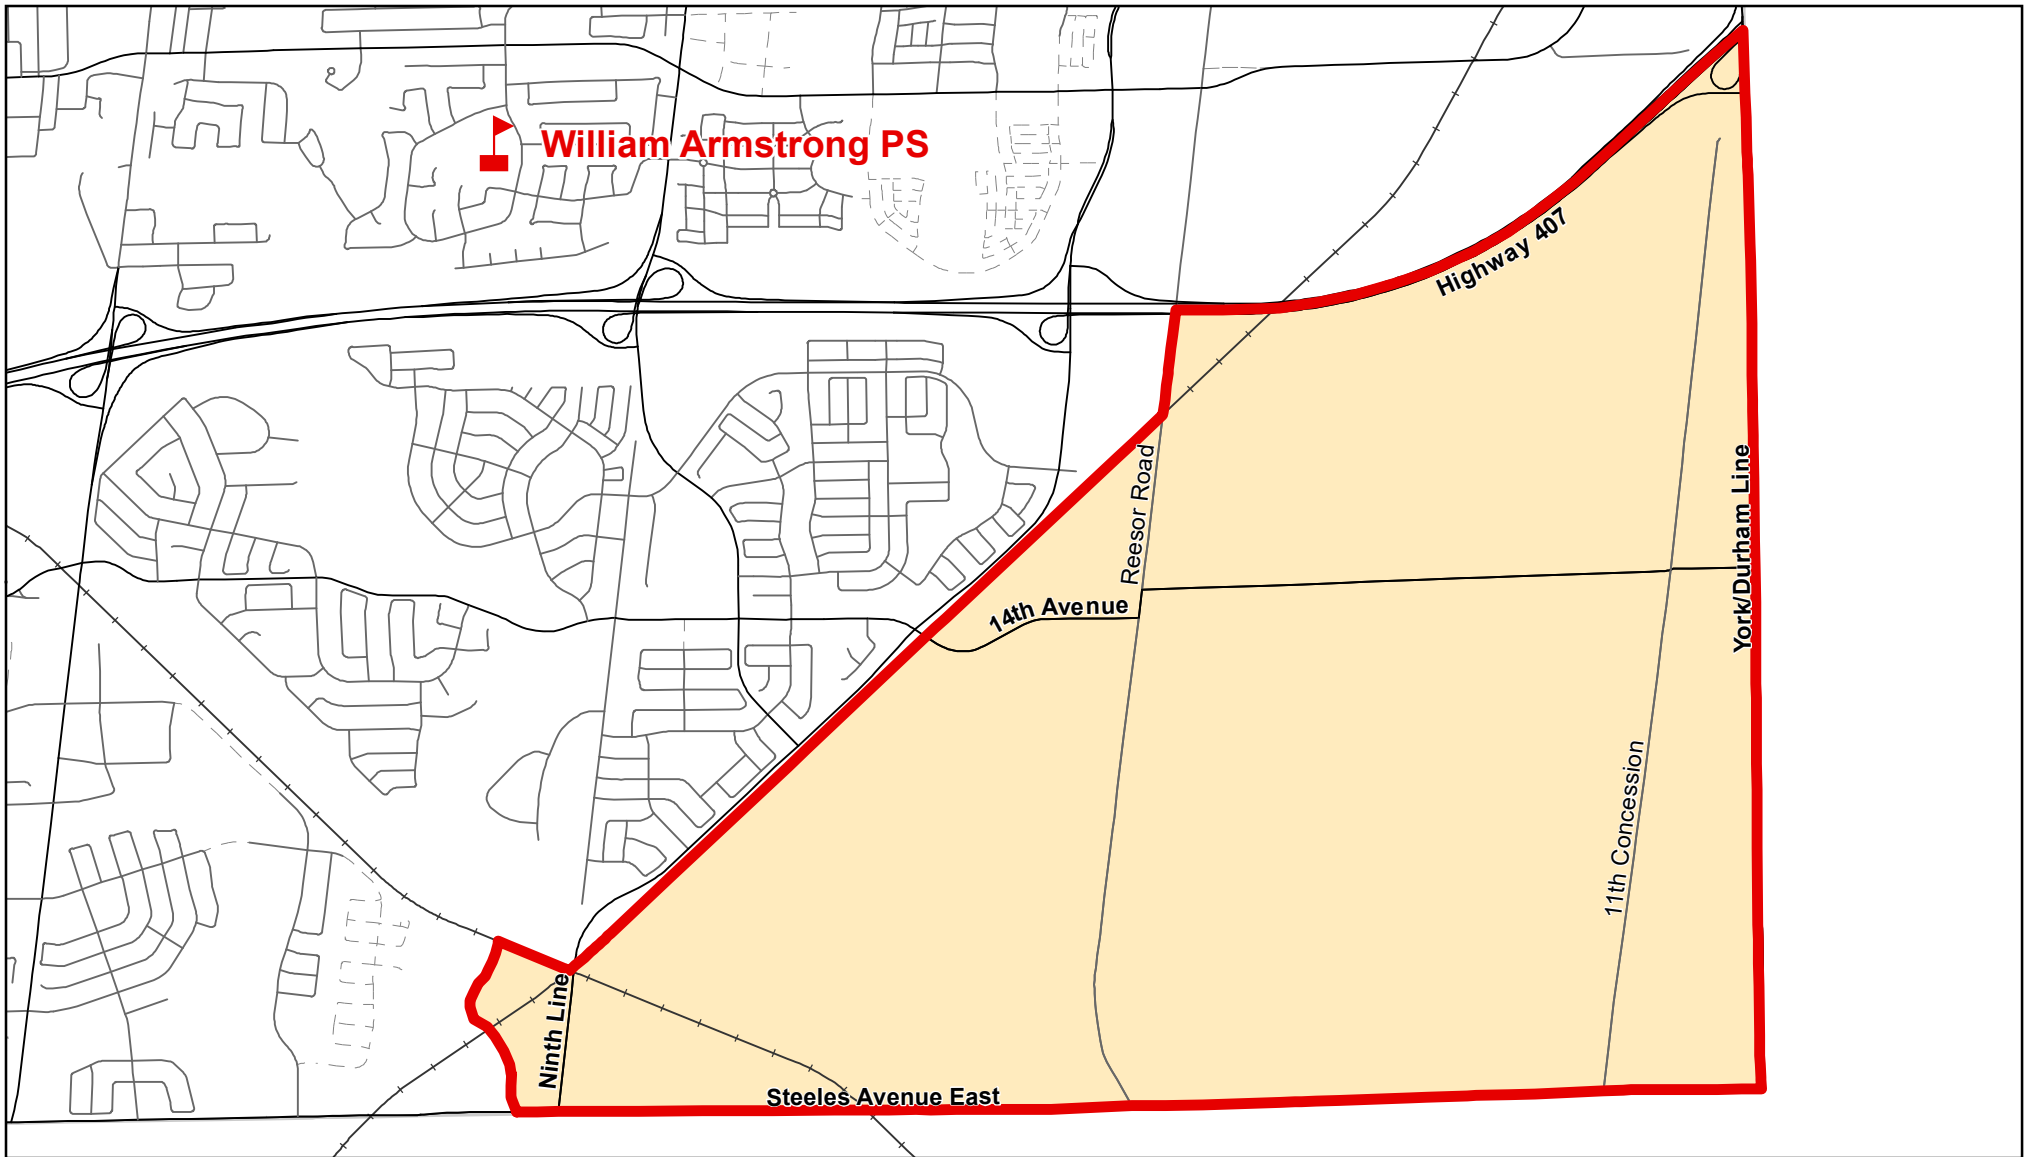 William Armstrong PS
Highway 407
Reesor Road
York/Durham Line
14th Avenue
11th Concession
Ninth Line
Steeles Avenue East